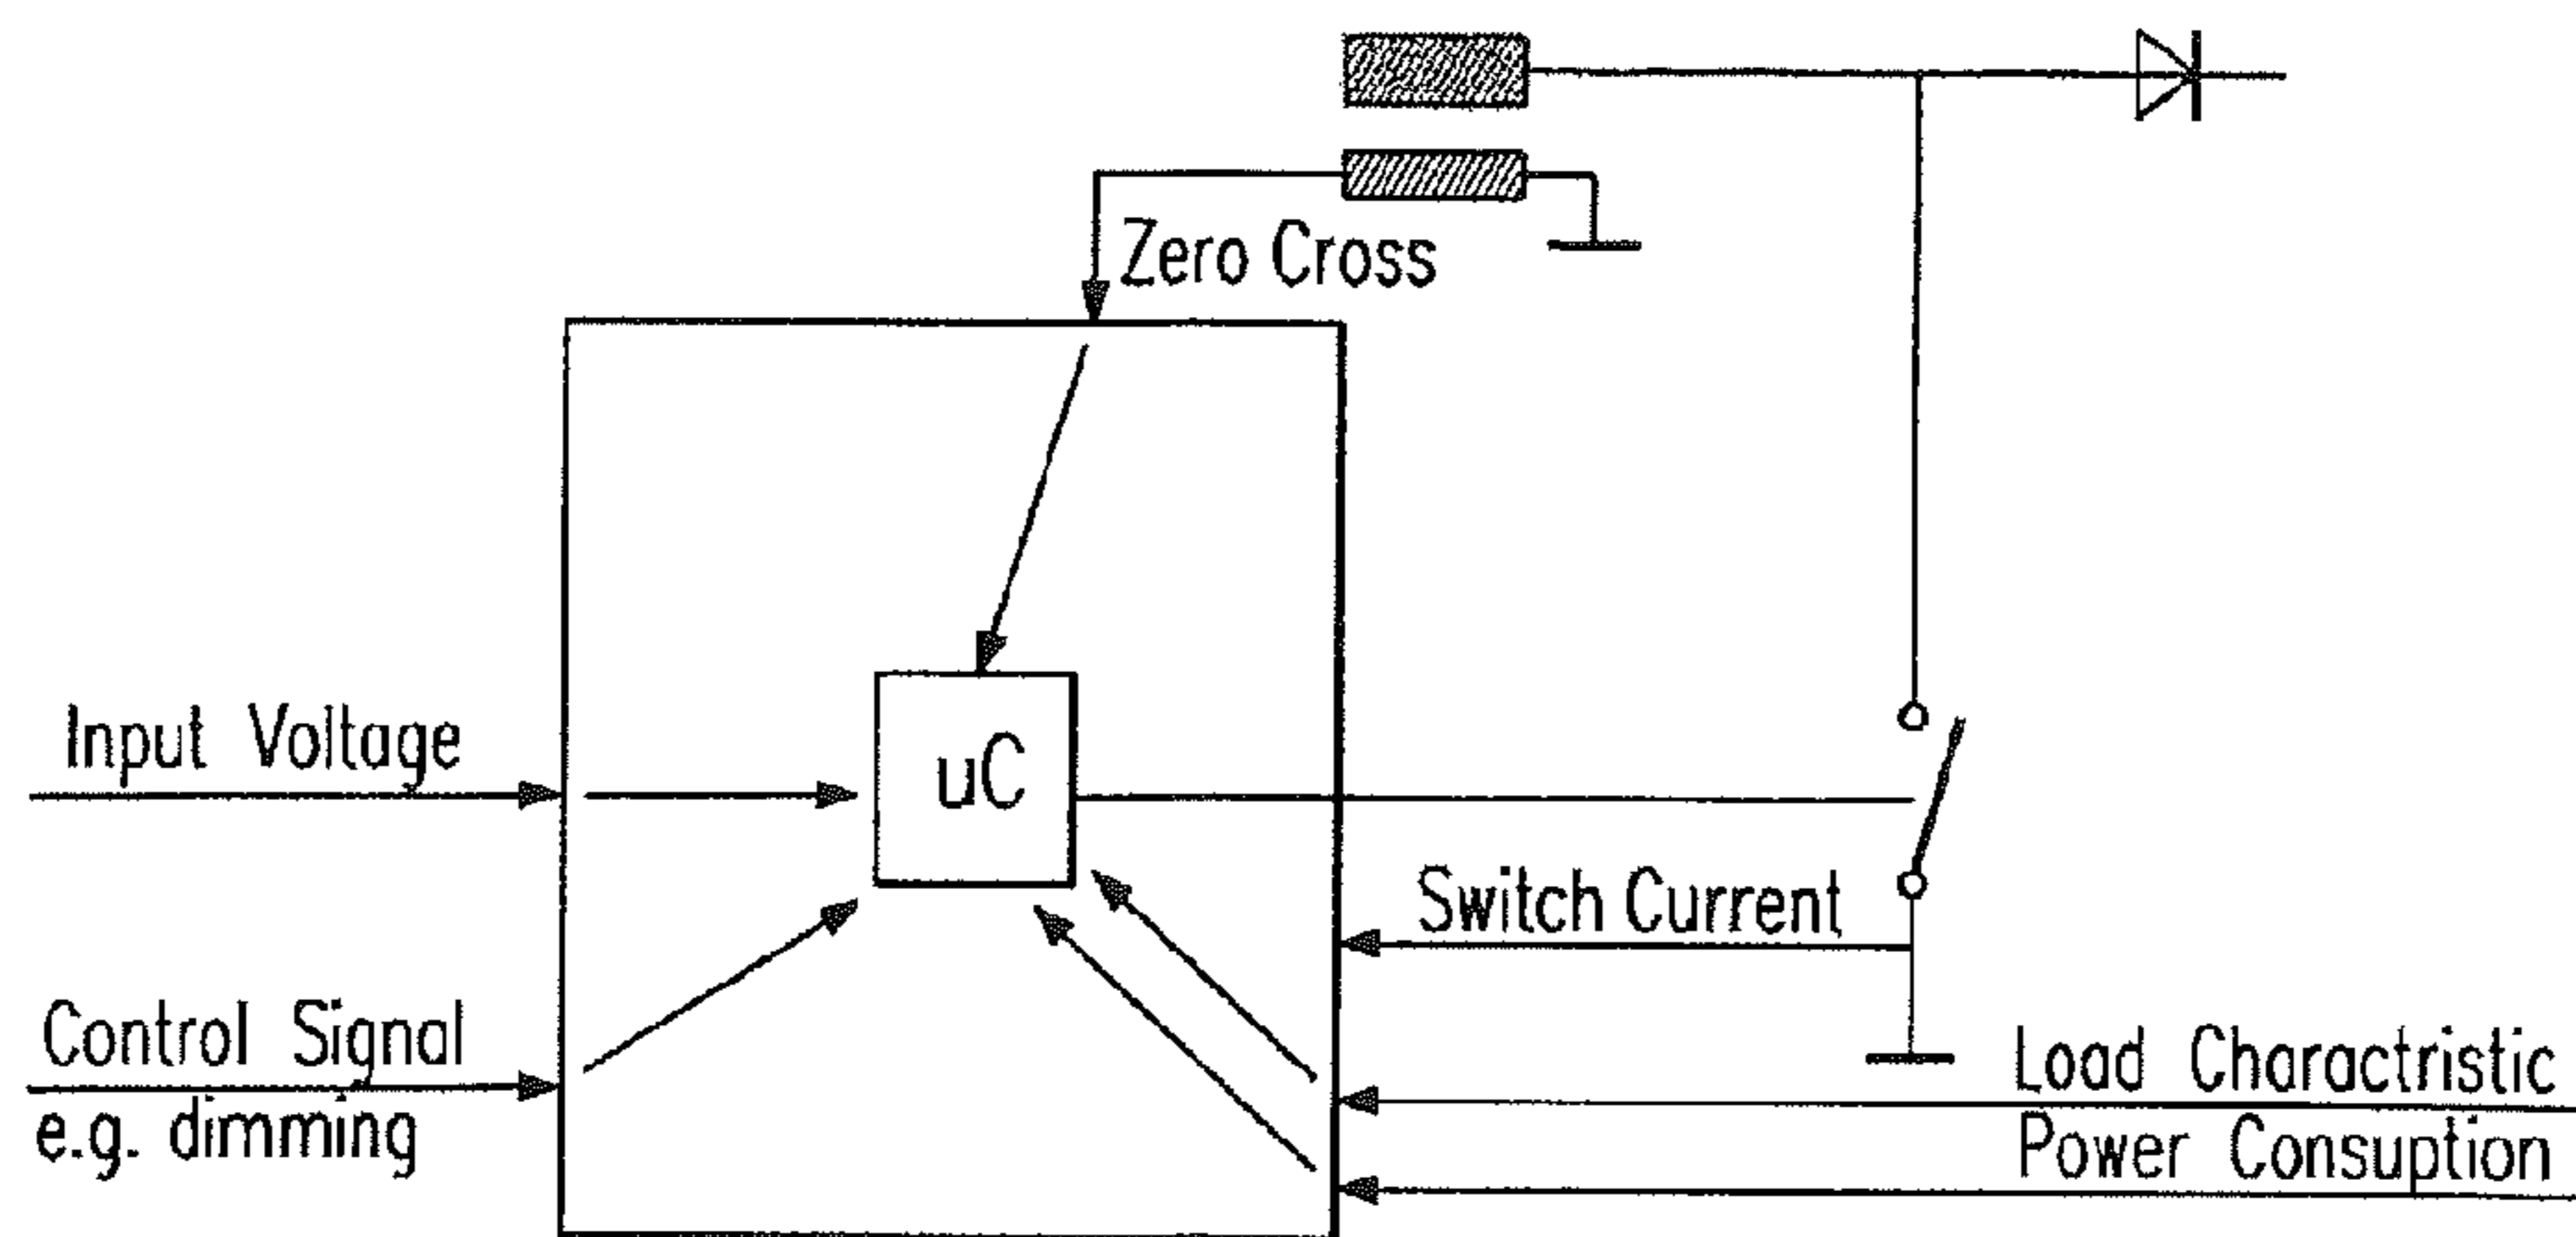 Zero Cross
Input Voltage
uC
Switch Current
Control Signal
e.g. dimming
Load Charactristic
Power Consuption